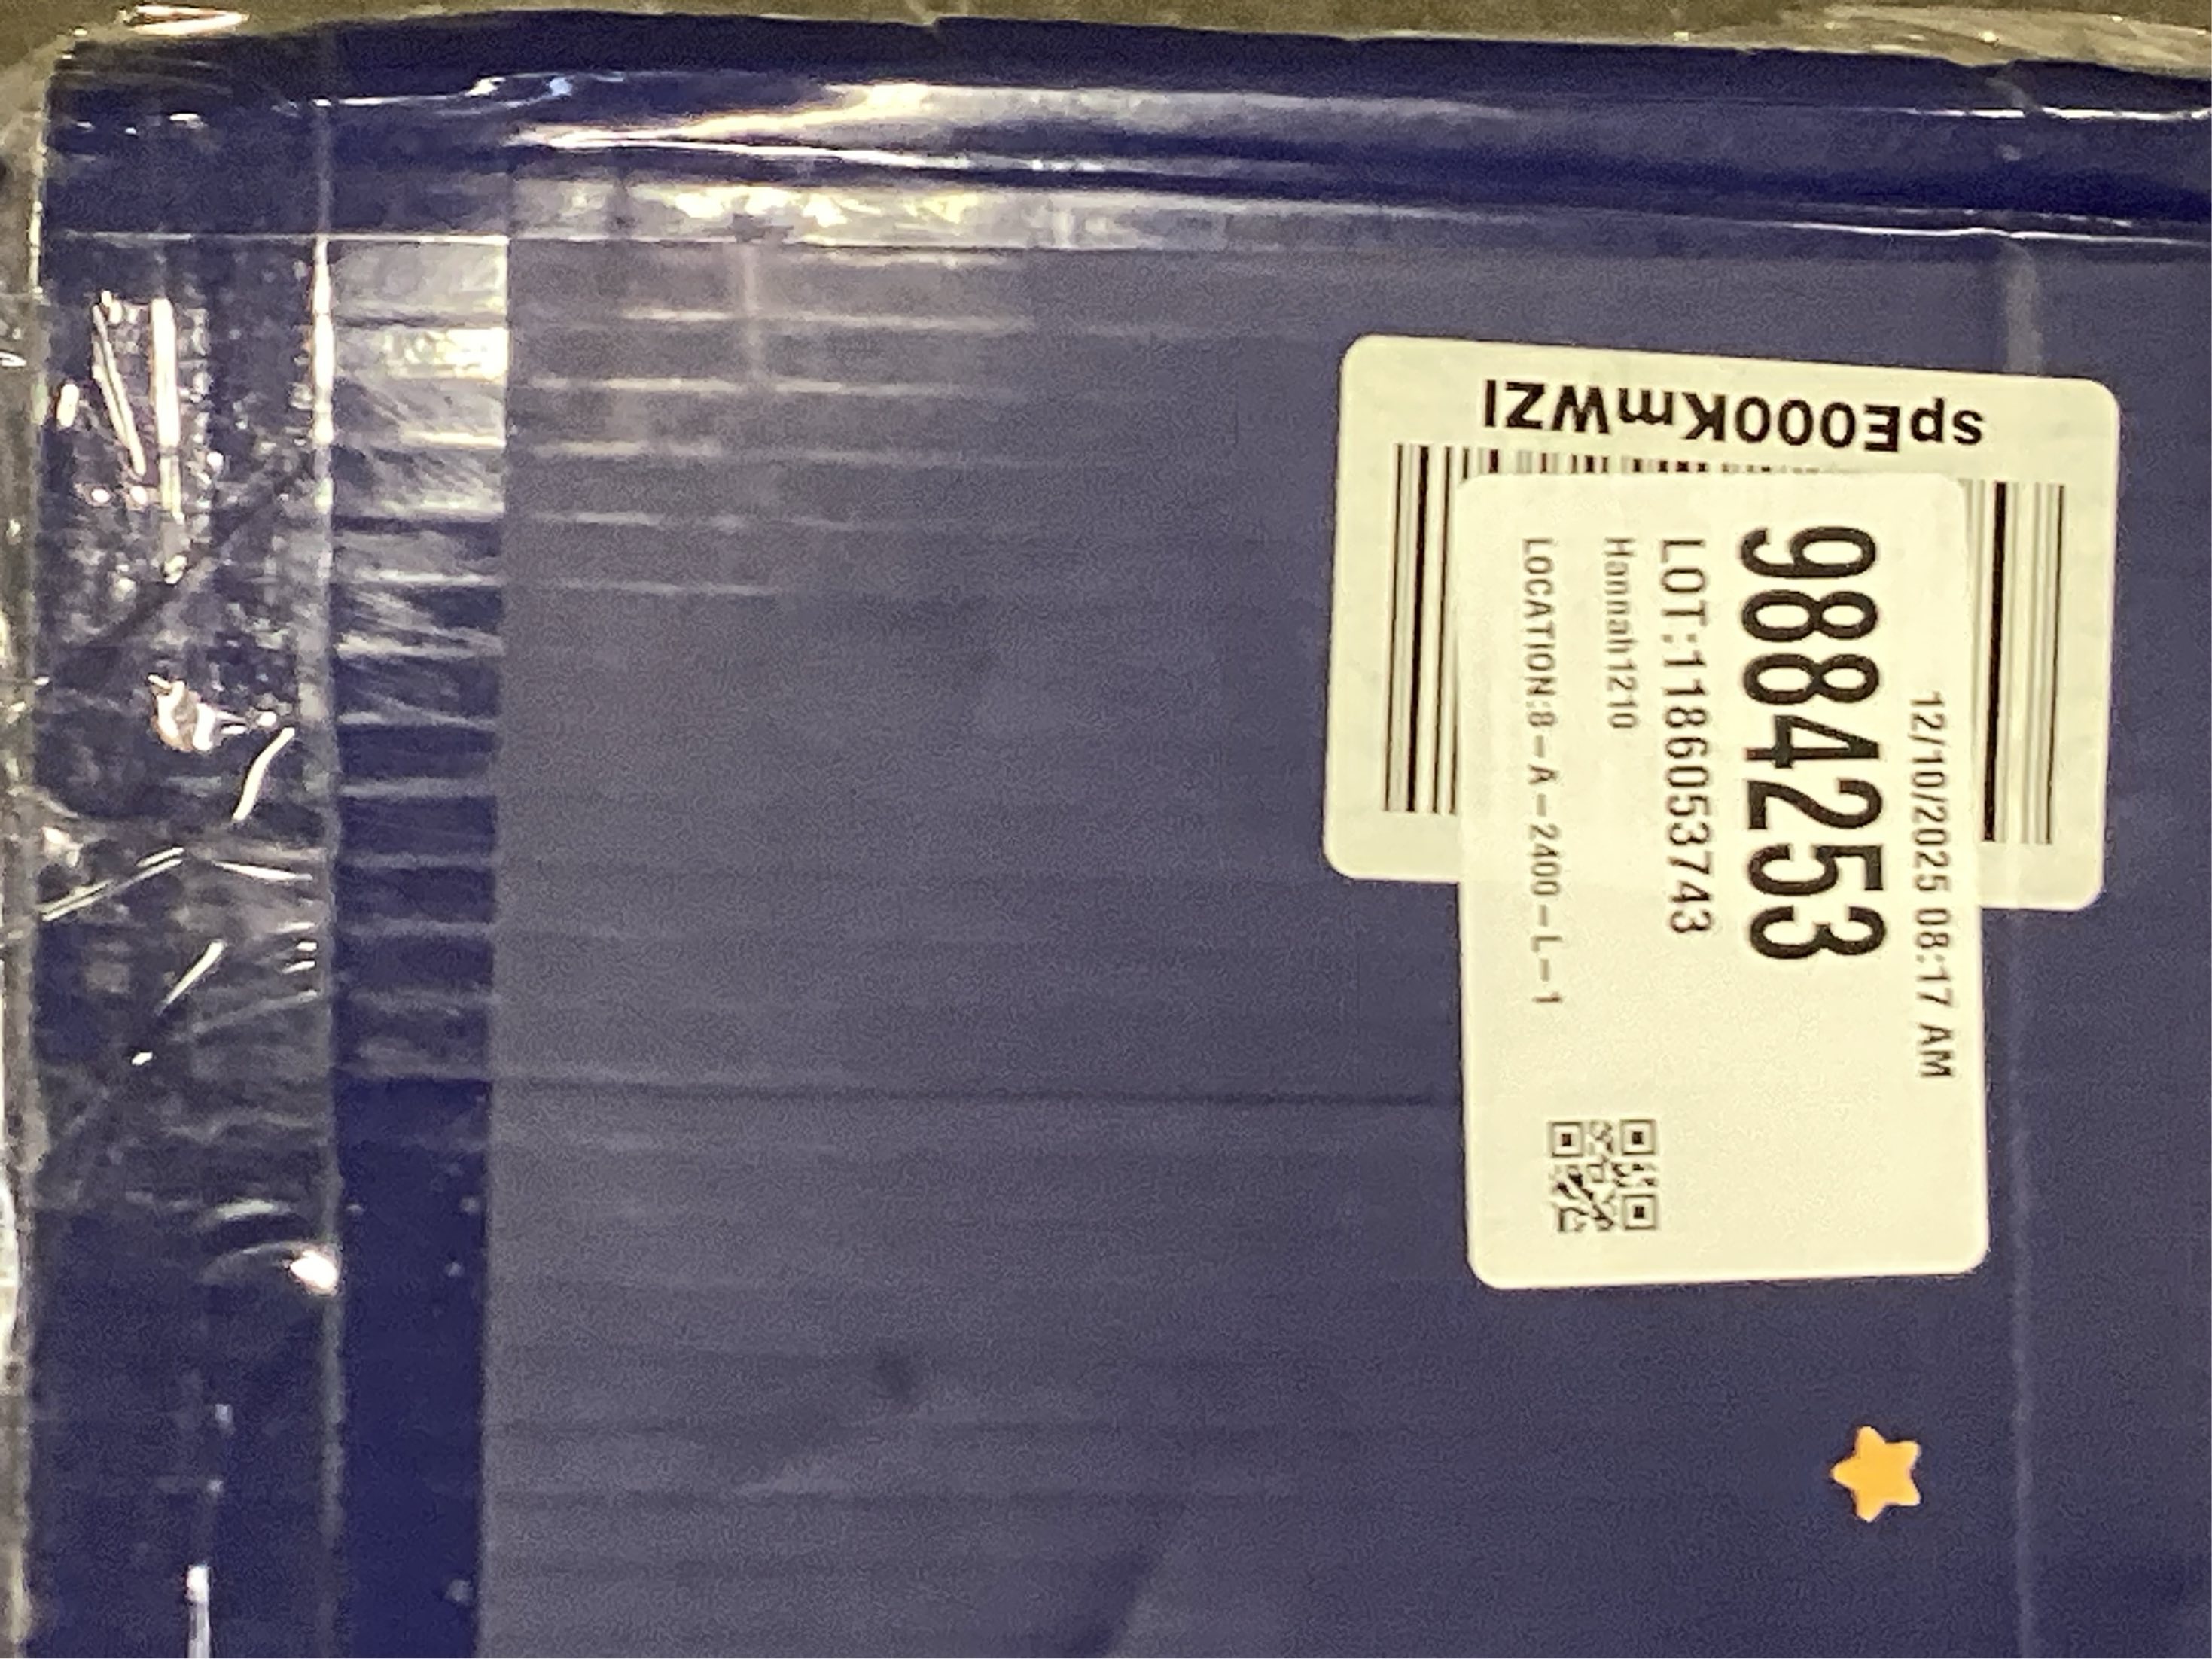 spE000KmWZI
12/10/2025 08:17 AM
9884253
LOT:1186053743
Hannah1210
LOCATION:8-A-2400-L-1